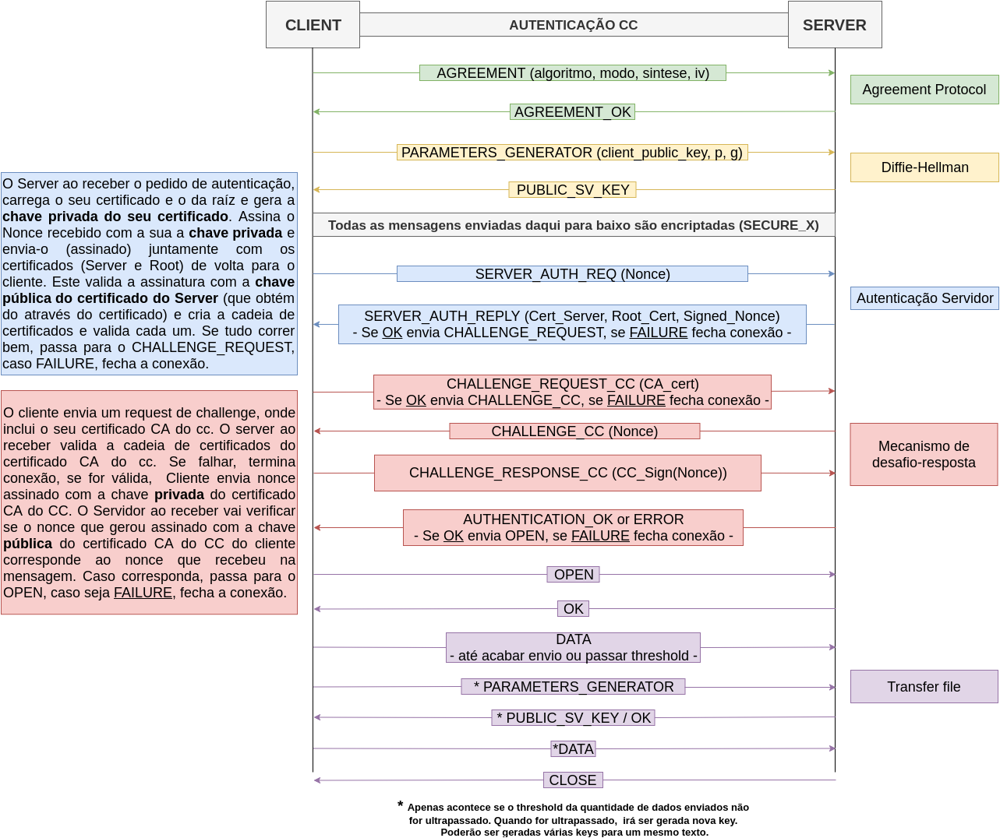 CLIENT
AUTENTICAÇÃO CC
SERVER
AGREEMENT (algoritmo, modo, sintese, iv)
Agreement Protocol
AGREEMENT_OK
PARAMETERS_GENERATOR (client_public_key, p, g)
Diffie-Hellman
PUBLIC_SV_KEY
Todas as mensagens enviadas daqui para baixo são encriptadas (SECURE_X)
O Server ao receber o pedido de autenticação,
carrega o seu certificado e o da raíz e gera a
chave privada do seu certificado. Assina o
Nonce recebido com a sua a chave privada e
envia-o (assinado) juntamente com os
certificados (Server e Root) de volta para o
cliente. Este valida a assinatura com a chave
pública do certificado do Server (que obtém
do através do certificado) e cria a cadeia de
certificados e valida cada um. Se tudo correr
bem, passa para o CHALLENGE_REQUEST,
caso FAILURE, fecha a conexão.
SERVER_AUTH_REQ (Nonce)
Autenticação Servidor
SERVER_AUTH_REPLY (Cert_Server, Root_Cert, Signed_Nonce)
- Se OK envia CHALLENGE_REQUEST, se FAILURE fecha conexão -
CHALLENGE_REQUEST_CC (CA_cert)
- Se OK envia CHALLENGE_CC, se FAILURE fecha conexão -
O cliente envia um request de challenge, onde
inclui o seu certificado CA do cc. O server ao
receber valida a cadeia de certificados do
certificado CA do cc. Se falhar, termina
conexão, se for válida,  Cliente envia nonce
assinado com a chave privada do certificado
CA do CC. O Servidor ao receber vai verificar
se o nonce que gerou assinado com a chave
pública do certificado CA do CC do cliente
corresponde ao nonce que recebeu na
mensagem. Caso corresponda, passa para o
OPEN, caso seja FAILURE, fecha a conexão.
CHALLENGE_CC (Nonce)
Mecanismo de
desafio-resposta
CHALLENGE_RESPONSE_CC (CC_Sign(Nonce))
AUTHENTICATION_OK or ERROR
- Se OK envia OPEN, se FAILURE fecha conexão -
OPEN
OK
DATA
- até acabar envio ou passar threshold -
* PARAMETERS_GENERATOR
Transfer file
* PUBLIC_SV_KEY / OK
*DATA
CLOSE
* Apenas acontece se o threshold da quantidade de dados enviados não
for ultrapassado. Quando for ultrapassado,  irá ser gerada nova key.
Poderão ser geradas várias keys para um mesmo texto.